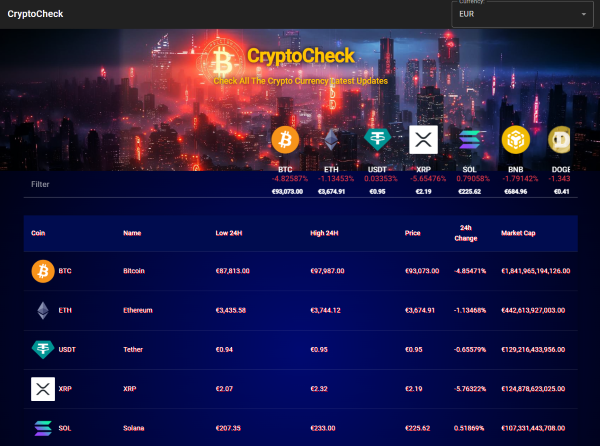 CryptoCheck
Currency
EUR
CryptoCheck
Check All The Crypto Currency Latest Updates
BTC ETH USDT XRP SOL BNB DOGE
-4.82587% -1.13453% 0.03353% -5.65476% 0.79058% -1.79142% -1.343
€93,073.00 €3,674.91 €0.95 €2.19 €225.62 €684.96 €0.41
Filter
Coin Name Low 24H High 24H Price 24h Change Market Cap
BTC Bitcoin €87,813.00 €97,987.00 €93,073.00 -4.85471% €1,841,965,194,126.00
ETH Ethereum €3,435.58 €3,744.12 €3,674.91 -1.13468% €442,613,927,003.00
USDT Tether €0.94 €0.95 €0.95 -0.65579% €129,216,433,956.00
XRP XRP €2.07 €2.32 €2.19 -5.76322% €124,878,623,025.00
SOL Solana €207.35 €233.00 €225.62 0.51869% €107,331,443,708.00